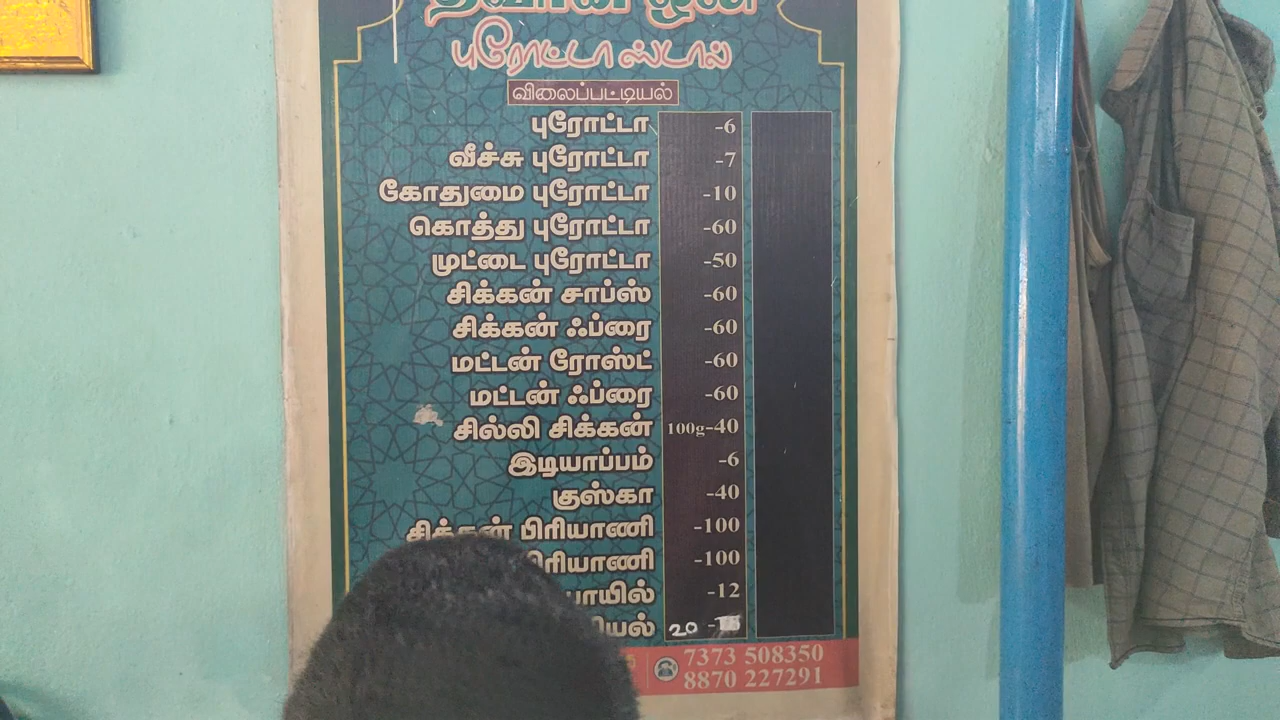 புரோட்டா ஸ்டால்
விலைப்பட்டியல்
புரோட்டா -6
வீச்சு புரோட்டா -7
கோதுமை புரோட்டா -10
கொத்து புரோட்டா -60
முட்டை புரோட்டா -50
சிக்கன் சாப்ஸ் -60
சிக்கன் ஃப்ரை -60
மட்டன் ரோஸ்ட் -60
மட்டன் ஃப்ரை -60
சில்லி சிக்கன் 100g-40
இடியாப்பம் -6
குஸ்கா -40
சிக்கன் பிரியாணி -100
பிரியாணி -100
பாயில் -12
யல் 20
7373 508350
8870 227291